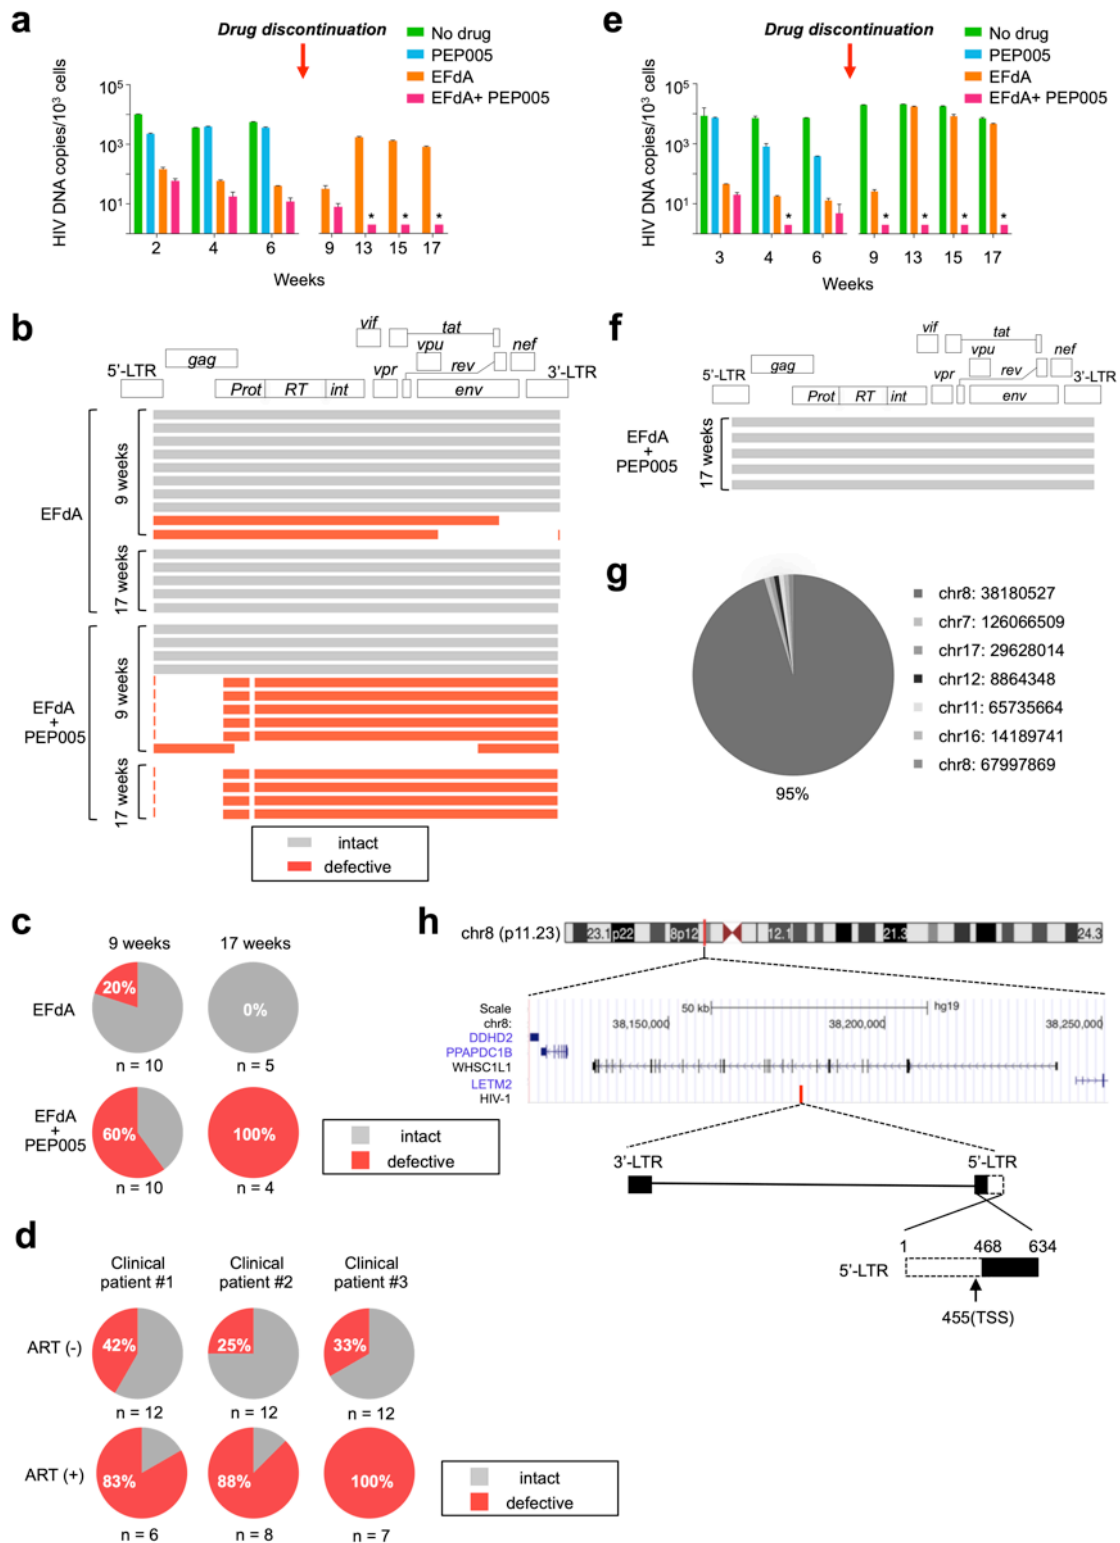 a
Drug discontinuation
No drug
PEP005
EFdA
EFdA+ PEP005
HIV DNA copies/10³ cells
10⁵
10³
10¹
2 4 6 9 13 15 17
* * *
Weeks
e
Drug discontinuation
No drug
PEP005
EFdA
EFdA+ PEP005
HIV DNA copies/10³ cells
10⁵
10³
10¹
* * * * *
3 4 6 9 13 15 17
Weeks
b
vif
tat
gag
vpu
rev
nef
5'-LTR
Prot RT int
vpr
env
3'-LTR
EFdA
9 weeks
17 weeks
EFdA
+
PEP005
9 weeks
17 weeks
intact
defective
f
vif
tat
gag
vpu
rev
nef
5'-LTR
Prot RT int
vpr
env
3'-LTR
EFdA
+
PEP005
17 weeks
g
chr8: 38180527
chr7: 126066509
chr17: 29628014
chr12: 8864348
chr11: 65735664
chr16: 14189741
chr8: 67997869
95%
c
9 weeks 17 weeks
EFdA
20% 0%
n = 10 n = 5
EFdA
+
PEP005
60% 100%
n = 10 n = 4
intact
defective
d
Clinical patient #1
Clinical patient #2
Clinical patient #3
ART (-)
42% 25% 33%
n = 12 n = 12 n = 12
ART (+)
83% 88% 100%
n = 6 n = 8 n = 7
intact
defective
h
chr8 (p11.23) 23.1 p22 8p12 12.1 21.3 24.3
Scale 50 kb hg19
chr8: 38,150,000 38,200,000 38,250,000
DDHD2
PPAPDC1B
WHSC1L1
LETM2
HIV-1
3'-LTR 5'-LTR
1 468 634
5'-LTR
455(TSS)